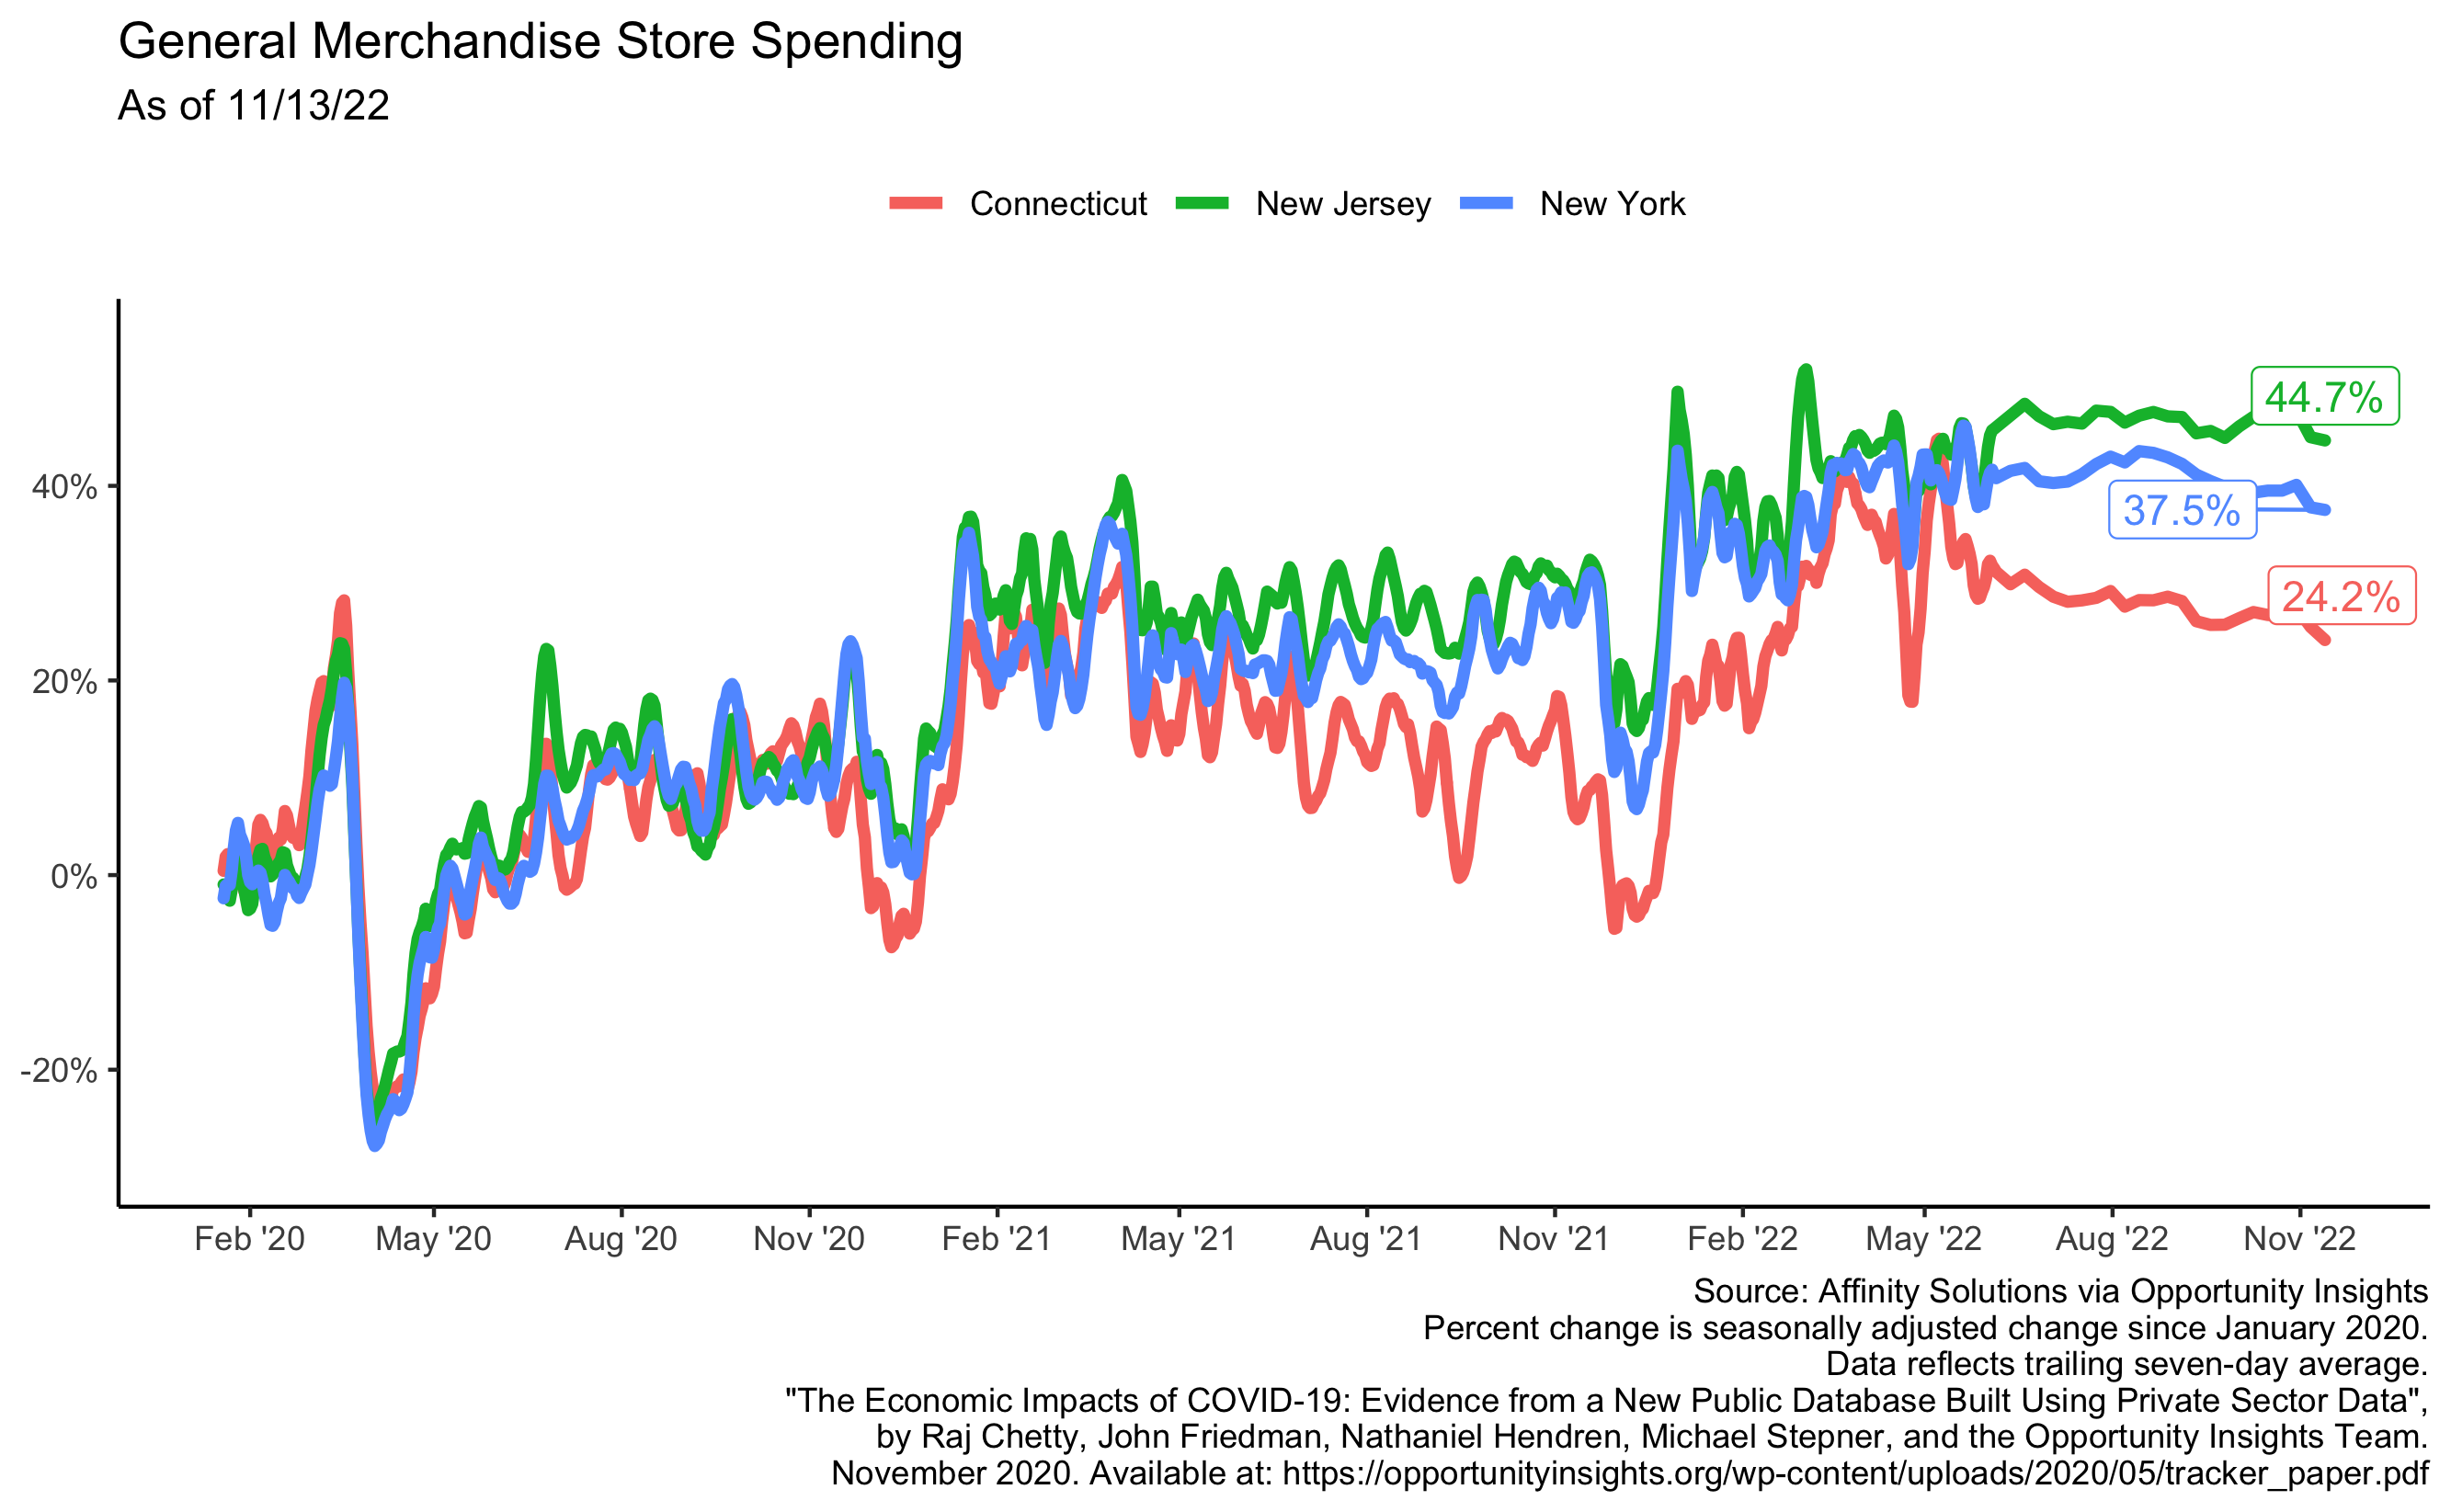 General Merchandise Store Spending
As of 11/13/22
Connecticut New Jersey New York
44.7%
40%
37.5%
24.2%
20%
0%
-20%
Feb '20 May '20 Aug '20 Nov '20 Feb '21 May '21 Aug '21 Nov '21 Feb '22 May '22 Aug '22 Nov '22
Source: Affinity Solutions via Opportunity Insights
Percent change is seasonally adjusted change since January 2020.
Data reflects trailing seven-day average.
"The Economic Impacts of COVID-19: Evidence from a New Public Database Built Using Private Sector Data",
by Raj Chetty, John Friedman, Nathaniel Hendren, Michael Stepner, and the Opportunity Insights Team.
November 2020. Available at: https://opportunityinsights.org/wp-content/uploads/2020/05/tracker_paper.pdf